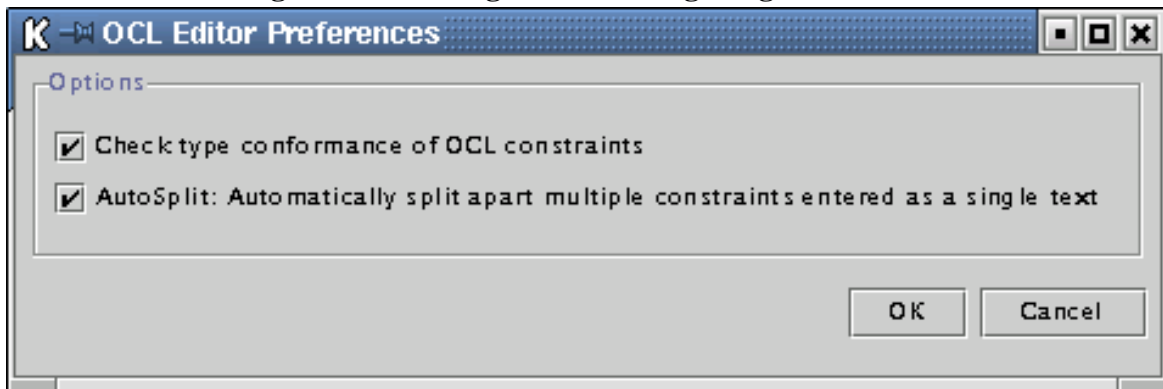 OCL Editor Preferences
Options
Check type conformance of OCL constraints
AutoSplit: Automatically split apart multiple constraints entered as a single text
OK
Cancel